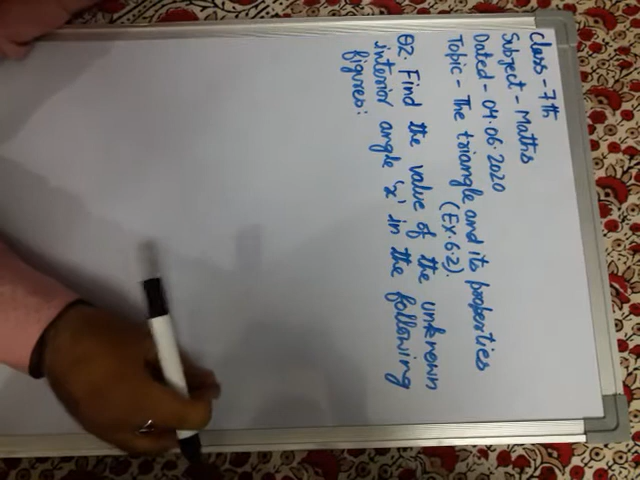 Class - 7th
Subject - Maths
Dated - 04.06.2020
Topic - The triangle and its properties
(Ex.6.2).
Q2. Find the value of the unknown
interior angle 'x' in the following
figures: